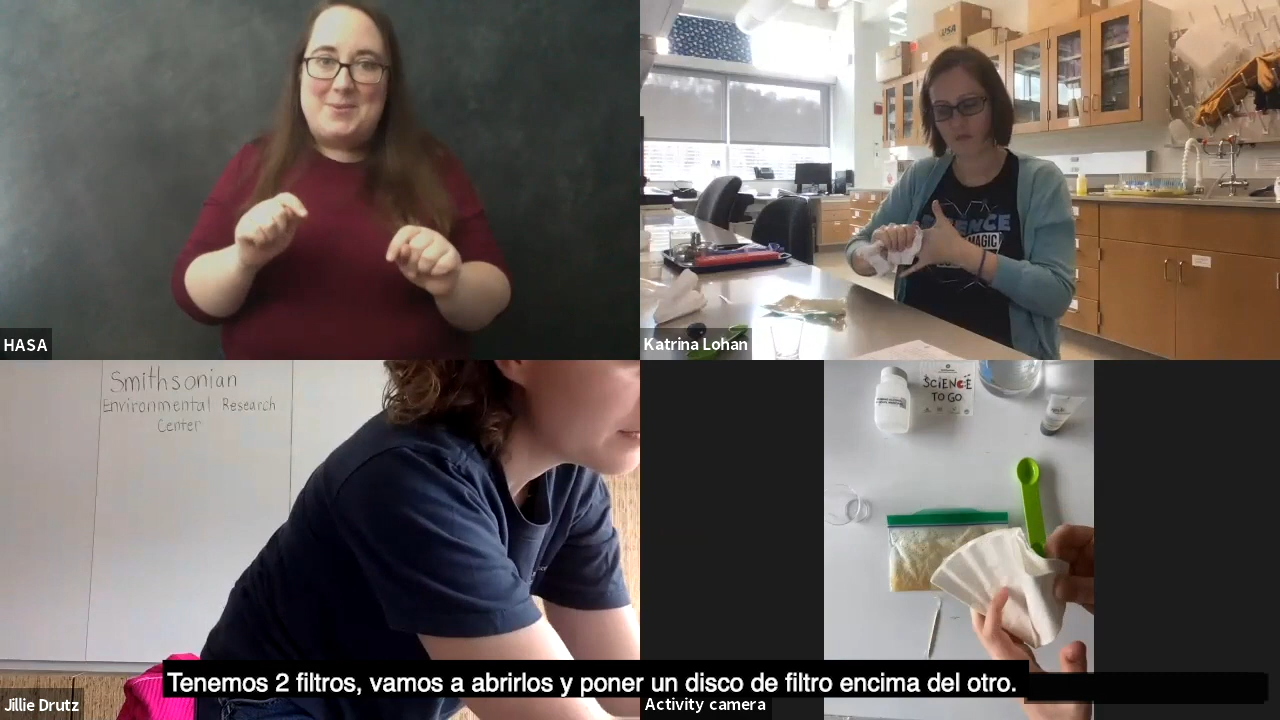 HASA
USA
SCIENCE
MAGIC
Katrina Lohan
Smithsonian
Environmental Research
Center
SCIENCE
TO GO
Tenemos 2 filtros, vamos a abrirlos y poner un disco de filtro encima del otro.
Jillie Drutz
Activity camera